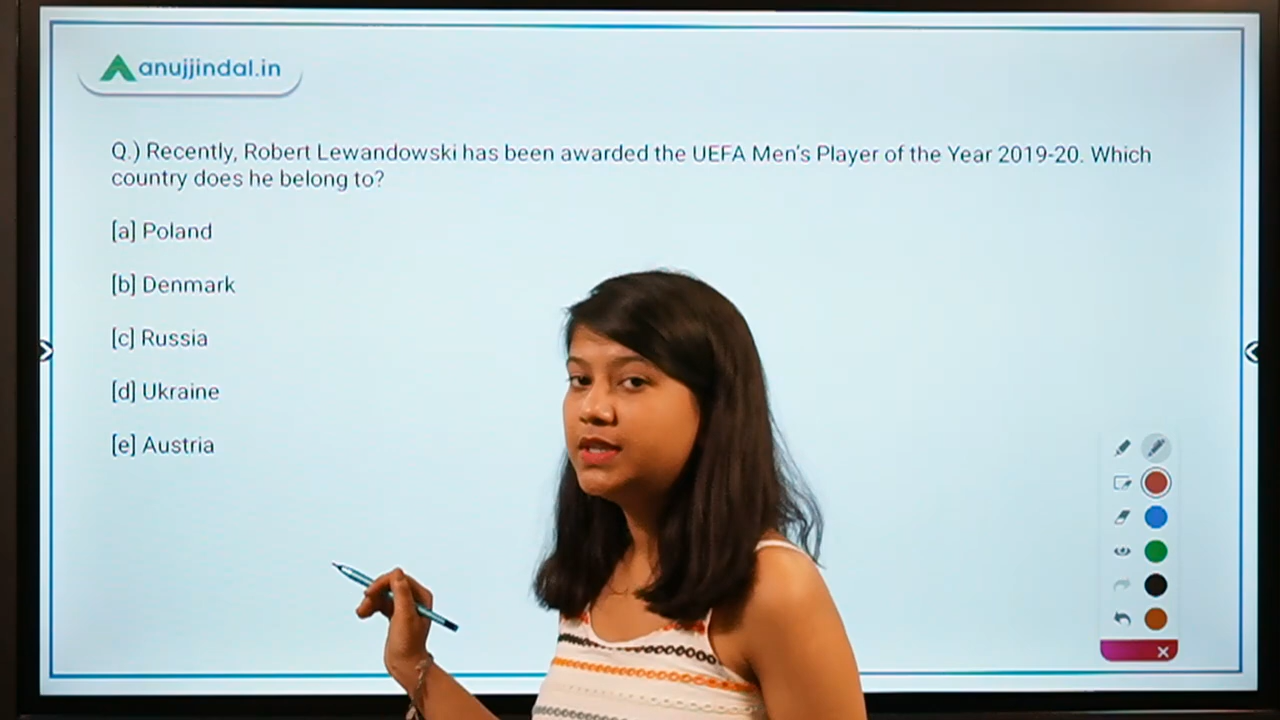 anujjindal.in
Q.) Recently, Robert Lewandowski has been awarded the UEFA Men's Player of the Year 2019-20. Which
country does he belong to?
[a] Poland
[b] Denmark
[c] Russia
[d] Ukraine
[e] Austria